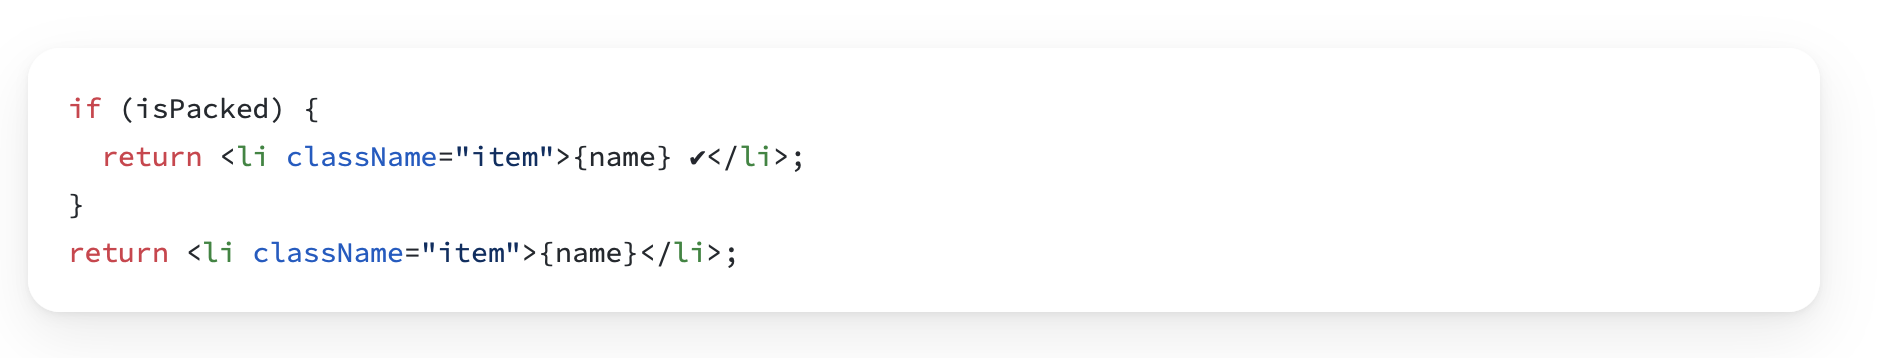 if (isPacked) {
  return <li className="item">{name} ✔</li>;
}
return <li className="item">{name}</li>;